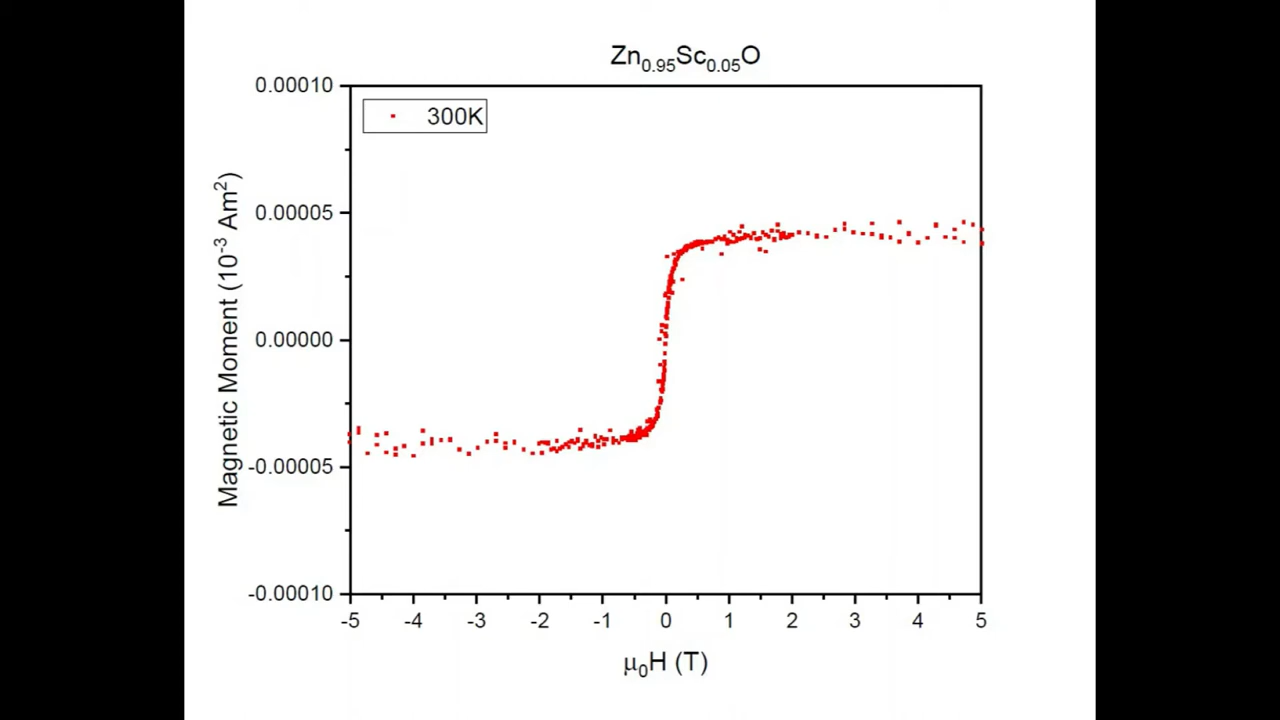 Zn₀.₉₅Sc₀.₀₅O
300K
Magnetic Moment (10⁻³ Am²)
0.00010
0.00005
0.00000
-0.00005
-0.00010
-5 -4 -3 -2 -1 0 1 2 3 4 5
μ₀H (T)